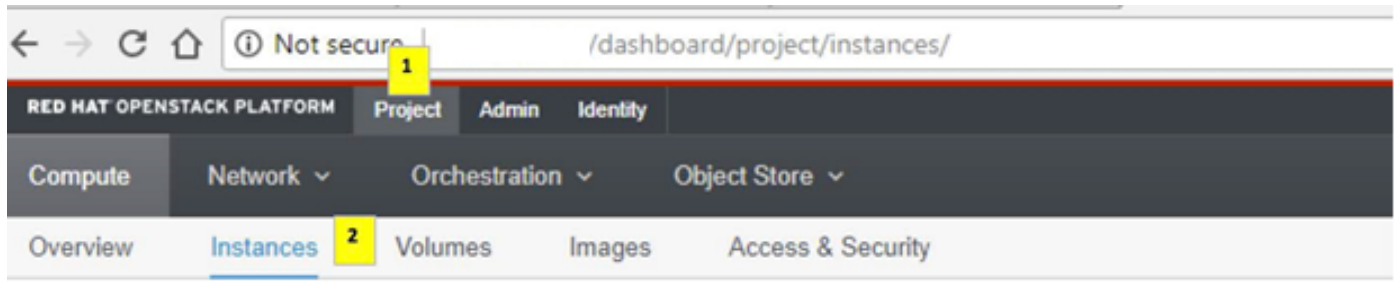 Not secure /dashboard/project/instances/
1
RED HAT OPENSTACK PLATFORM Project Admin Identity
Compute Network Orchestration Object Store
Overview Instances 2 Volumes Images Access & Security